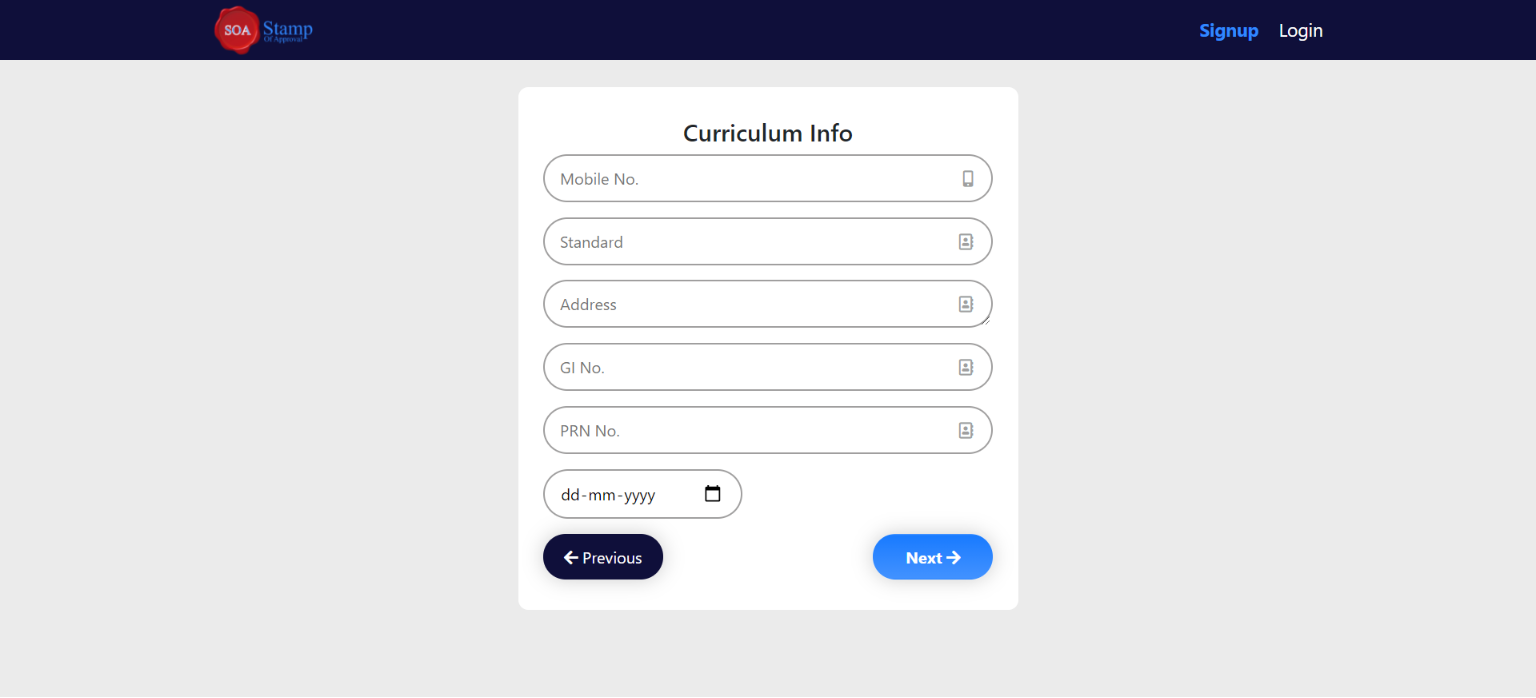 SOA Stamp
Of Approval
Signup Login
Curriculum Info
Mobile No.
Standard
Address
GI No.
PRN No.
dd-mm-yyyy
Previous Next